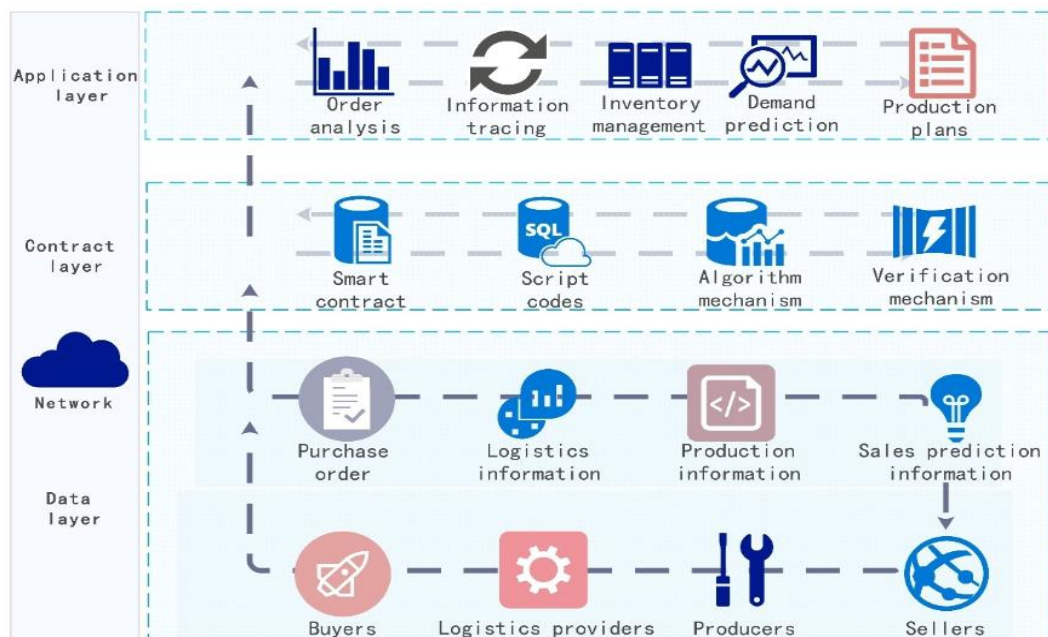 Application
layer
Order
analysis
Information
tracing
Inventory
management
Demand
prediction
Production
plans
Contract
layer
Smart
contract
SQL
Script
codes
Algorithm
mechanism
Verification
mechanism
Network
Data
layer
Purchase
order
Logistics
information
</>
Production
information
Sales prediction
information
Buyers
Logistics providers
Producers
Sellers